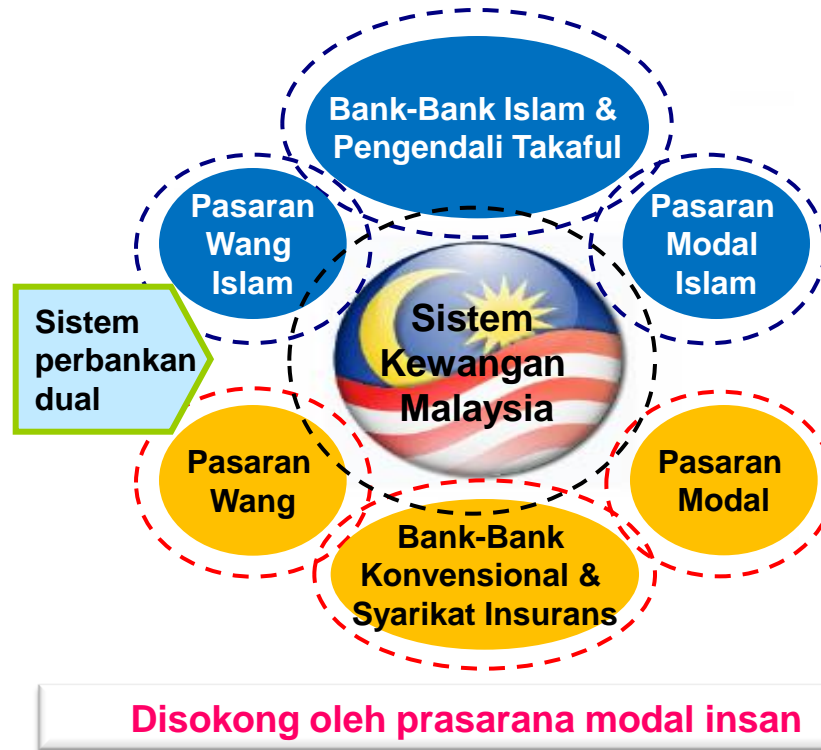 Bank-Bank Islam &
Pengendali Takaful
Pasaran
Wang
Islam
Pasaran
Modal
Islam
Sistem
perbankan
dual
Sistem
Kewangan
Malaysia
Pasaran
Wang
Pasaran
Modal
Bank-Bank
Konvensional &
Syarikat Insurans
Disokong oleh prasarana modal insan